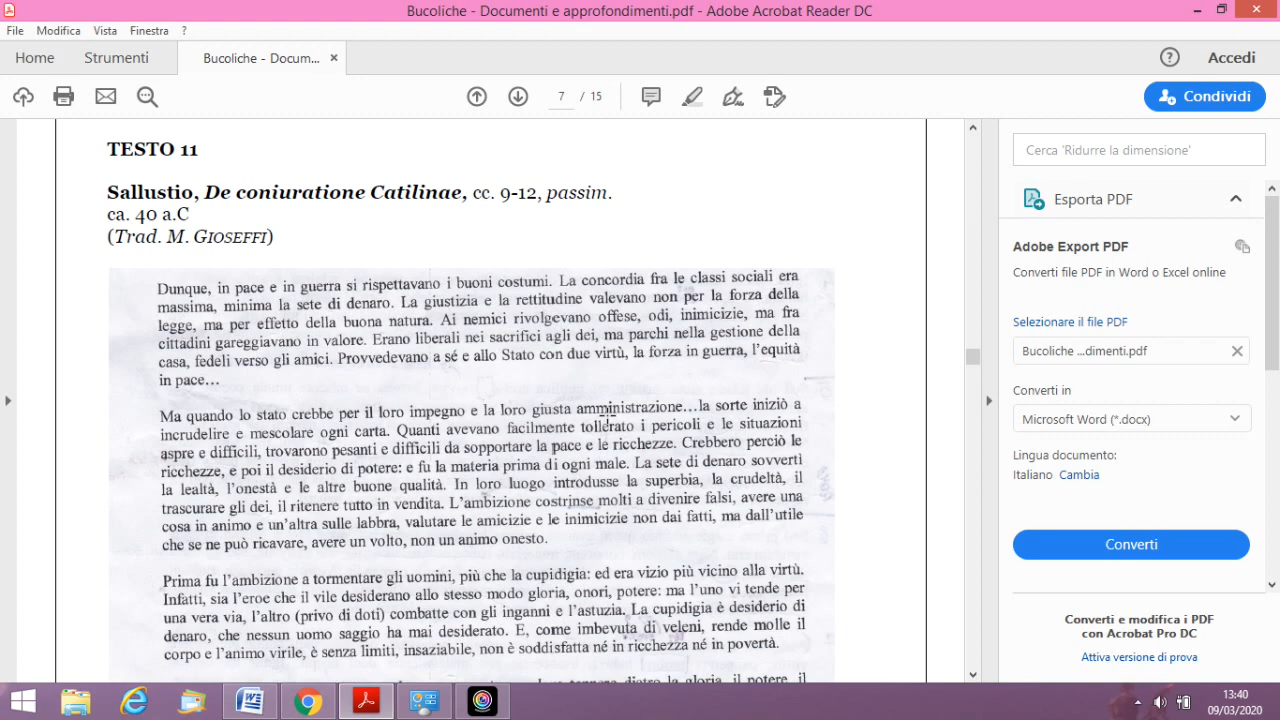 Bucoliche - Documenti e approfondimenti.pdf - Adobe Acrobat Reader DC
File Modifica Vista Finestra ?
Home Strumenti Bucoliche - Docum... × Accedi
7 / 15 Condividi
TESTO 11
Sallustio, De coniuratione Catilinae, cc. 9-12, passim.
ca. 40 a.C
(Trad. M. GIOSEFFI)
Dunque, in pace e in guerra si rispettavano i buoni costumi. La concordia fra le classi sociali era
massima, minima la sete di denaro. La giustizia e la rettitudine valevano non per la forza della
legge, ma per effetto della buona natura. Ai nemici rivolgevano offese, odi, inimicizie, ma fra
cittadini gareggiavano in valore. Erano liberali nei sacrifici agli dei, ma parchi nella gestione della
casa, fedeli verso gli amici. Provvedevano a sé e allo Stato con due virtù, la forza in guerra, l'equità
in pace…
Ma quando lo stato crebbe per il loro impegno e la loro giusta amministrazione…la sorte iniziò a
incrudelire e mescolare ogni carta. Quanti avevano facilmente tollerato i pericoli e le situazioni
aspre e difficili, trovarono pesanti e difficili da sopportare la pace e le ricchezze. Crebbero perciò le
ricchezze, e poi il desiderio di potere: e fu la materia prima di ogni male. La sete di denaro sovvertì
la lealtà, l'onestà e le altre buone qualità. In loro luogo introdusse la superbia, la crudeltà, il
trascurare gli dei, il ritenere tutto in vendita. L'ambizione costrinse molti a divenire falsi, avere una
cosa in animo e un'altra sulle labbra, valutare le amicizie e le inimicizie non dai fatti, ma dall'utile
che se ne può ricavare, avere un volto, non un animo onesto.
Prima fu l'ambizione a tormentare gli uomini, più che la cupidigia: ed era vizio più vicino alla virtù.
Infatti, sia l'eroe che il vile desiderano allo stesso modo gloria, onori, potere: ma l'uno vi tende per
una vera via, l'altro (privo di doti) combatte con gli inganni e l'astuzia. La cupidigia è desiderio di
denaro, che nessun uomo saggio ha mai desiderato. E, come imbevuta di veleni, rende molle il
corpo e l'animo virile, è senza limiti, insaziabile, non è soddisfatta né in ricchezza né in povertà.
dietro la gloria, il potere, il
Cerca 'Ridurre la dimensione'
Esporta PDF
Adobe Export PDF
Converti file PDF in Word o Excel online
Selezionare il file PDF
Bucoliche ...dimenti.pdf
Converti in
Microsoft Word (*.docx)
Lingua documento:
Italiano Cambia
Converti
Converti e modifica i PDF
con Acrobat Pro DC
Attiva versione di prova
13:40
09/03/2020